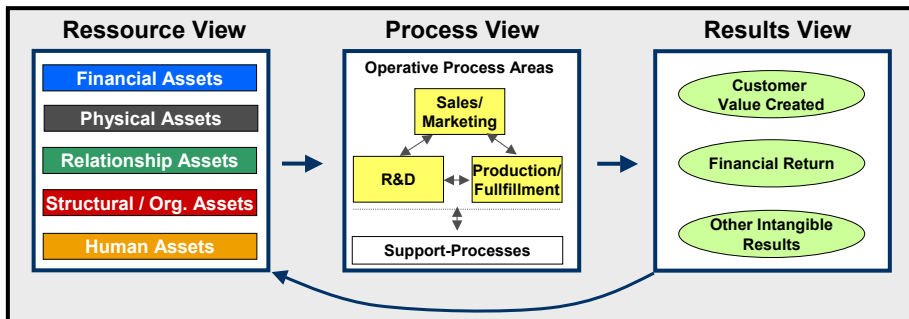 Ressource View
Financial Assets
Physical Assets
Relationship Assets
Structural / Org. Assets
Human Assets
Process View
Operative Process Areas
Sales/
Marketing
R&D
Production/
Fullfillment
Support-Processes
Results View
Customer
Value Created
Financial Return
Other Intangible
Results